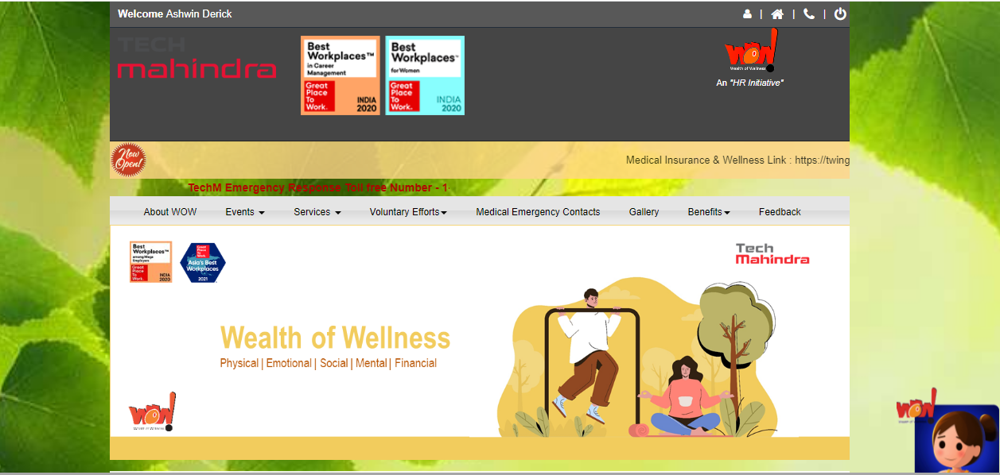 Welcome Ashwin Derick
| | |
TECH
mahindra
Best
Workplaces™
in Career
Management
Great
Place
To
Work.
INDIA
2020
Best
Workplaces™
for Women
Great
Place
To
Work.
INDIA
2020
WOW!
Wealth of Wellness
An "HR Initiative"
Now
Open!
Medical Insurance & Wellness Link : https://twing
TechM Emergency Response Toll free Number - 1
About WOW Events Services Voluntary Efforts Medical Emergency Contacts Gallery Benefits Feedback
Best
Workplaces™
among Mega
Employers
Great
Place
To
Work.
INDIA
2020
Great
Place
To
Work.
Asia's Best
Workplaces
2021
Tech
Mahindra
Wealth of Wellness
Physical | Emotional | Social | Mental | Financial
WOW!
Wealth of Wellness
WOW!